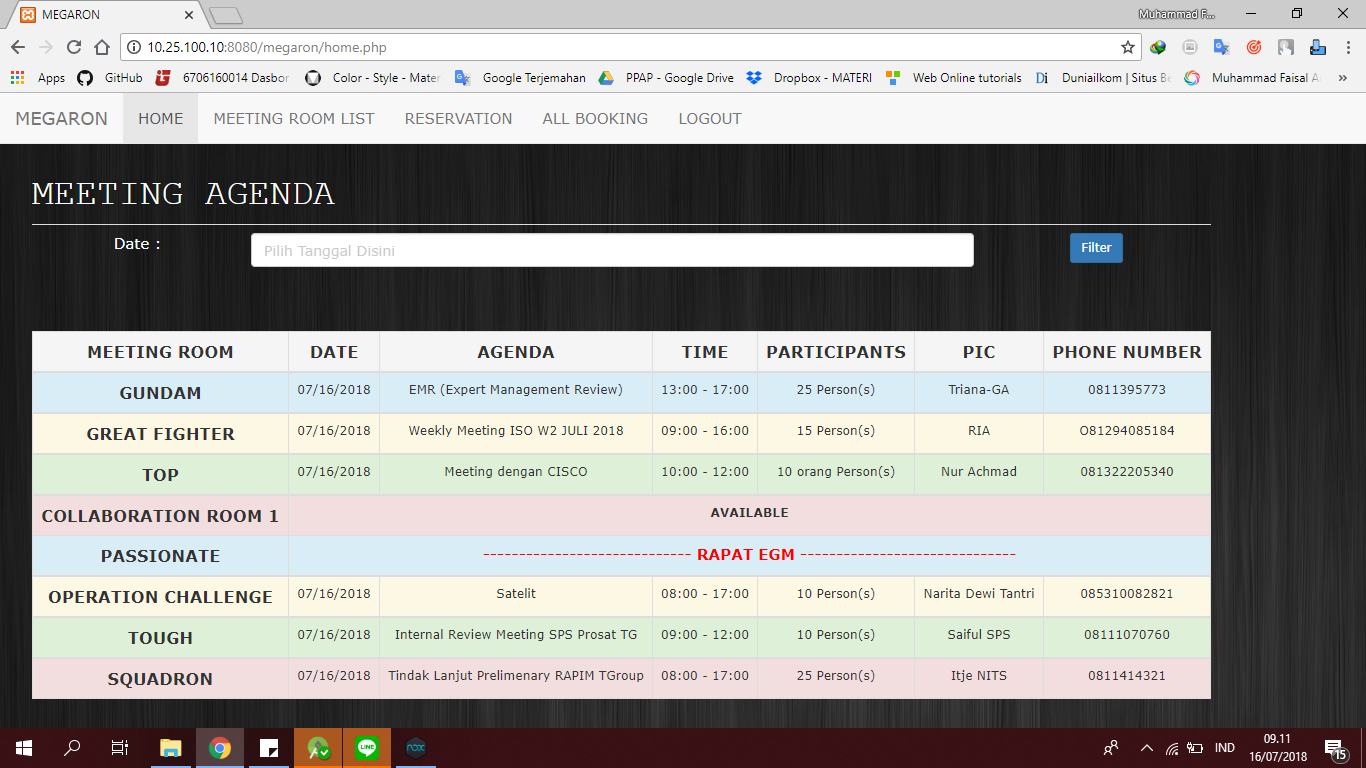 MEGARON
Muhammad F...
10.25.100.10:8080/megaron/home.php
Apps GitHub 6706160014 Dasbor Color - Style - Mater Google Terjemahan PPAP - Google Drive Dropbox - MATERI Web Online tutorials Duniailkom | Situs Be Muhammad Faisal A
MEGARON HOME MEETING ROOM LIST RESERVATION ALL BOOKING LOGOUT
MEETING AGENDA
Date : Pilih Tanggal Disini Filter
MEETING ROOM DATE AGENDA TIME PARTICIPANTS PIC PHONE NUMBER
GUNDAM 07/16/2018 EMR (Expert Management Review) 13:00 - 17:00 25 Person(s) Triana-GA 0811395773
GREAT FIGHTER 07/16/2018 Weekly Meeting ISO W2 JULI 2018 09:00 - 16:00 15 Person(s) RIA O81294085184
TOP 07/16/2018 Meeting dengan CISCO 10:00 - 12:00 10 orang Person(s) Nur Achmad 081322205340
COLLABORATION ROOM 1 AVAILABLE
PASSIONATE ----------------------------- RAPAT EGM ------------------------------
OPERATION CHALLENGE 07/16/2018 Satelit 08:00 - 17:00 10 Person(s) Narita Dewi Tantri 085310082821
TOUGH 07/16/2018 Internal Review Meeting SPS Prosat TG 09:00 - 12:00 10 Person(s) Saiful SPS 08111070760
SQUADRON 07/16/2018 Tindak Lanjut Prelimenary RAPIM TGroup 08:00 - 17:00 25 Person(s) Itje NITS 0811414321
LINE nox IND 09.11
16/07/2018 15